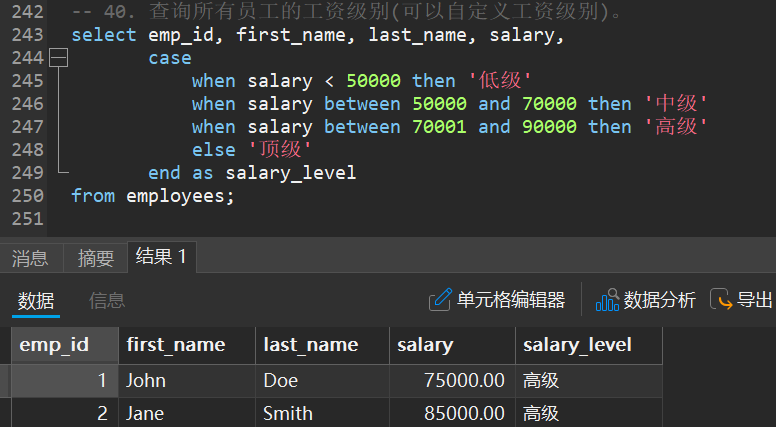 242 -- 40. 查询所有员工的工资级别(可以自定义工资级别)。
243 select emp_id, first_name, last_name, salary,
244 case
245 when salary < 50000 then '低级'
246 when salary between 50000 and 70000 then '中级'
247 when salary between 70001 and 90000 then '高级'
248 else '顶级'
249 end as salary_level
250 from employees;
251
消息 摘要 结果 1
数据 信息 单元格编辑器 数据分析 导出
emp_id first_name last_name salary salary_level
1 John Doe 75000.00 高级
2 Jane Smith 85000.00 高级